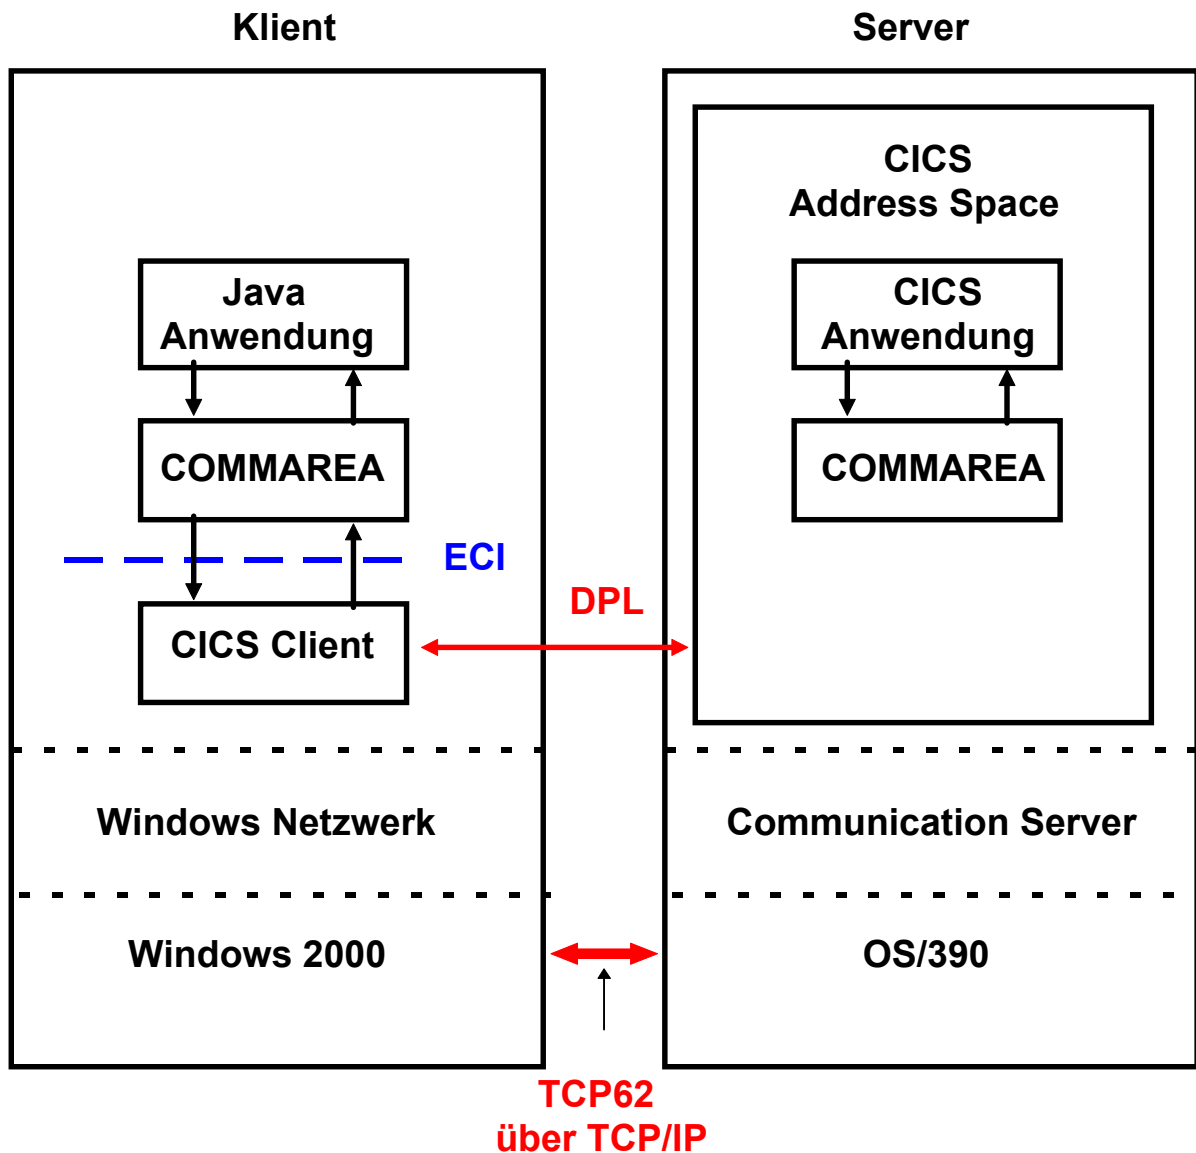 Klient
Server
CICS
Address Space
Java
Anwendung
CICS
Anwendung
COMMAREA
COMMAREA
ECI
DPL
CICS Client
Windows Netzwerk
Communication Server
Windows 2000
OS/390
TCP62
über TCP/IP